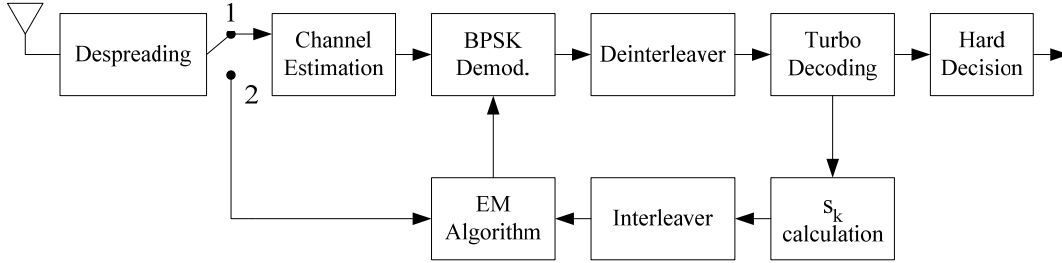 1
Despreading
Channel
Estimation
BPSK
Demod.
Deinterleaver
Turbo
Decoding
Hard
Decision
2
EM
Algorithm
Interleaver
s_k
calculation